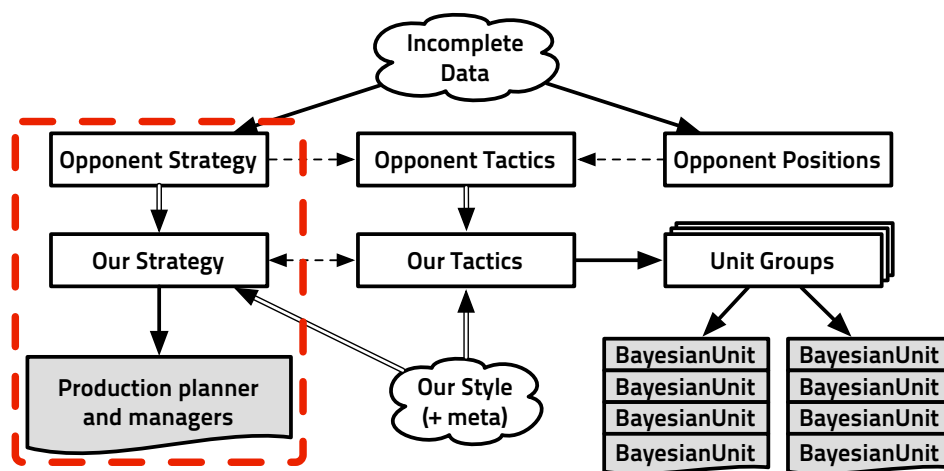 Incomplete
Data
Opponent Strategy
Opponent Tactics
Opponent Positions
Our Strategy
Our Tactics
Unit Groups
Production planner
and managers
Our Style
(+ meta)
BayesianUnit
BayesianUnit
BayesianUnit
BayesianUnit
BayesianUnit
BayesianUnit
BayesianUnit
BayesianUnit